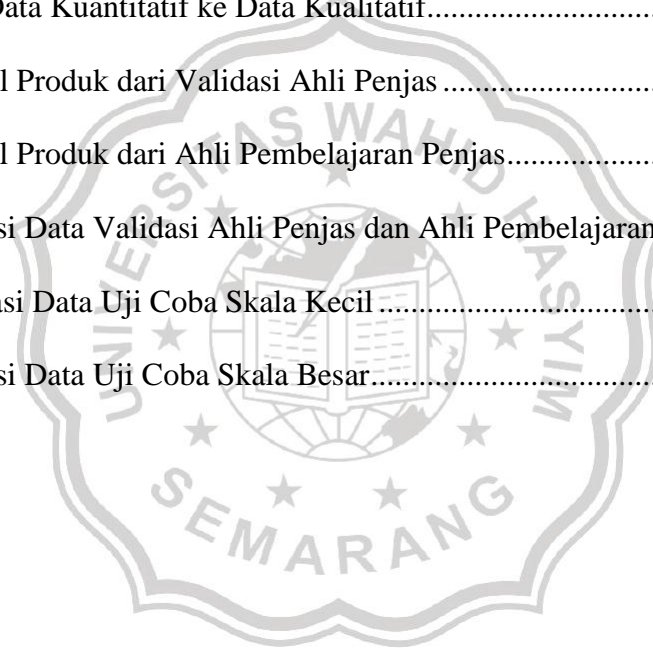 Data Kuantitatif ke Data Kualitatif..............................
l Produk dari Validasi Ahli Penjas ..............................
l Produk dari Ahli Pembelajaran Penjas..............................
si Data Validasi Ahli Penjas dan Ahli Pembelajaran
asi Data Uji Coba Skala Kecil ..............................
si Data Uji Coba Skala Besar..............................
UNIVERSITAS WAHID HASYIM
SEMARANG